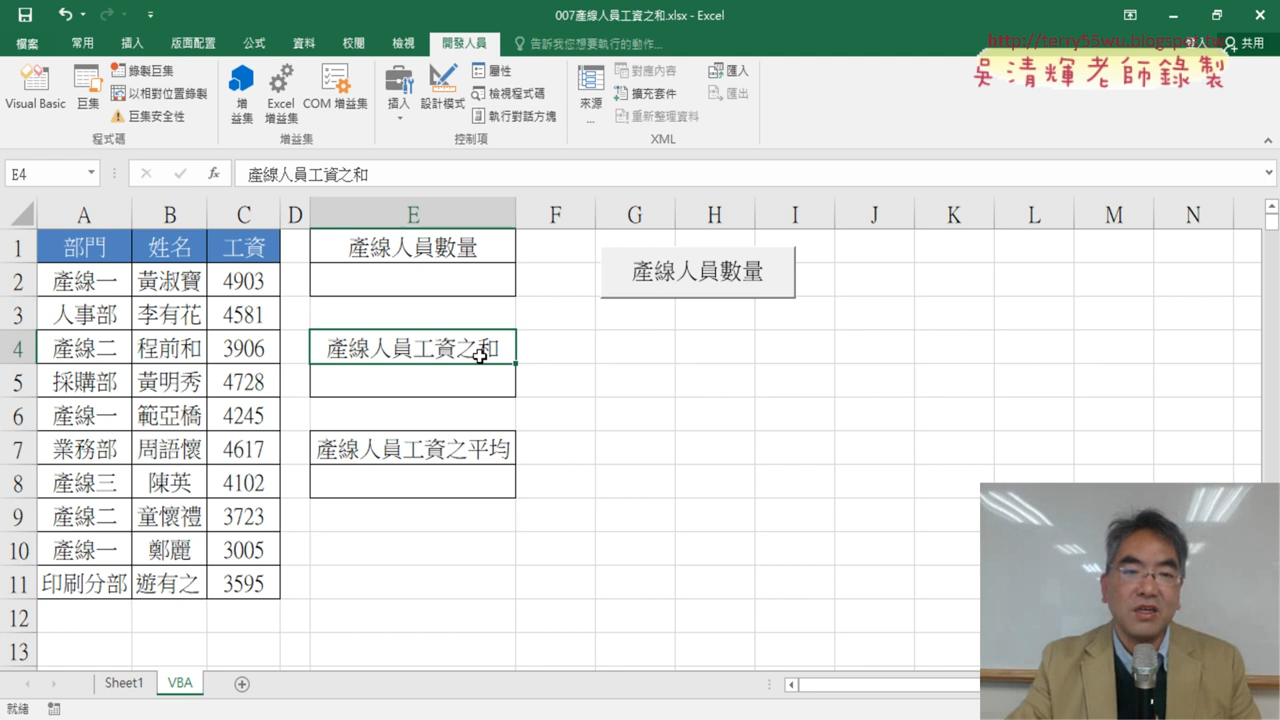 007產線人員工資之和.xlsx - Excel
檔案 常用 插入 版面配置 公式 資料 校閱 檢視 開發人員 告訴我您想要執行的動作... 登入 共用
http://terry55wu.blogspot.tw
吳清輝老師錄製
Visual Basic 巨集 錄製巨集 以相對位置錄製 巨集安全性
程式碼
增益集 Excel 增益集 COM 增益集
增益集
插入 設計模式 屬性 檢視程式碼 執行對話方塊
控制項
來源... 對應內容 擴充套件 重新整理資料 匯入 匯出
XML
E4 fx 產線人員工資之和
A B C D E F G H I J K L M N
1 部門 姓名 工資 產線人員數量
產線人員數量
2 產線一 黃淑寶 4903
3 人事部 李有花 4581
4 產線二 程前和 3906 產線人員工資之和
5 採購部 黃明秀 4728
6 產線一 範亞橋 4245
7 業務部 周語懷 4617 產線人員工資之平均
8 產線三 陳英 4102
9 產線二 童懷禮 3723
10 產線一 鄭麗 3005
11 印刷分部 遊有之 3595
12
13
Sheet1 VBA
就緒